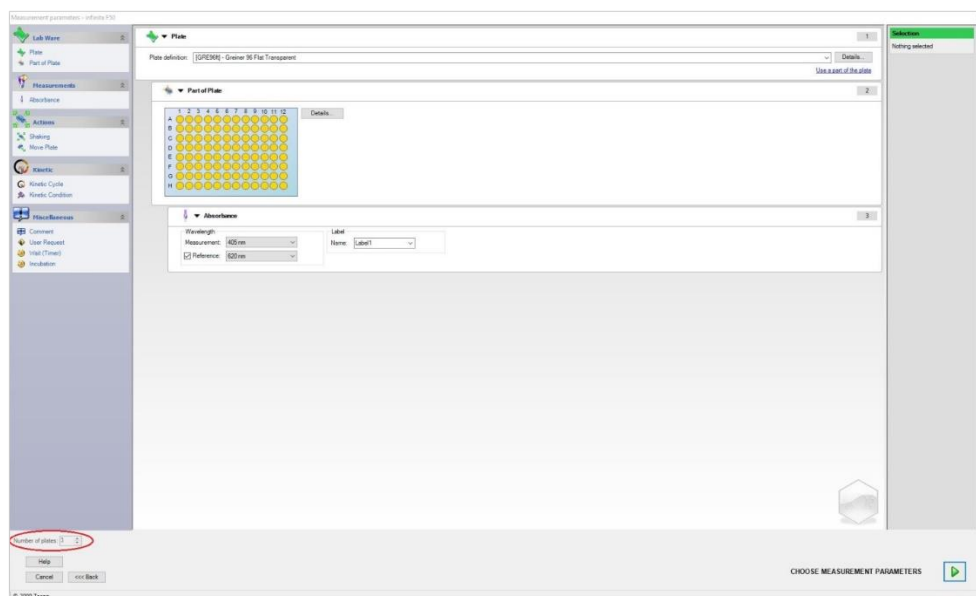 Measurement parameters - infinite F50
Lab Ware
Plate
Part of Plate
Measurements
Absorbance
Actions
Shaking
Move Plate
Kinetic
Kinetic Cycle
Kinetic Condition
Miscellaneous
Comment
User Request
Wait (Timer)
Incubation
Plate 1
Plate definition: [GRE96ft] - Greiner 96 Flat Transparent Details...
Use a part of the plate
Part of Plate 2
1 2 3 4 5 6 7 8 9 10 11 12
A
B
C
D
E
F
G
H
Details...
Absorbance 3
Wavelength Label
Measurement: 405 nm Name: Label1
Reference: 620 nm
Selection
Nothing selected
Number of plates:
Help
Cancel <<< Back
CHOOSE MEASUREMENT PARAMETERS
© 2009 Tecan